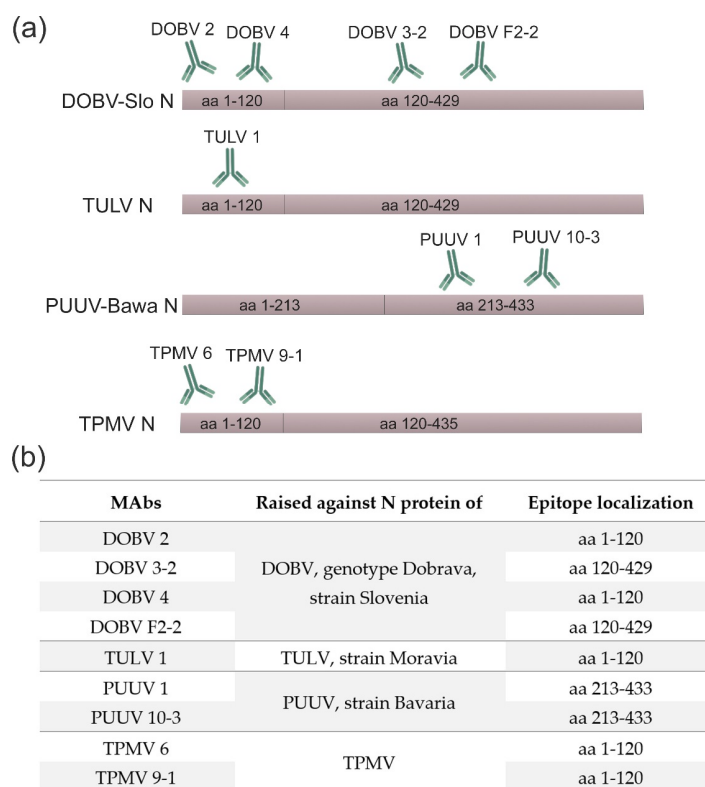 (a)
DOBV 2 DOBV 4 DOBV 3-2 DOBV F2-2
DOBV-Slo N aa 1-120 aa 120-429
TULV 1
TULV N aa 1-120 aa 120-429
PUUV 1 PUUV 10-3
PUUV-Bawa N aa 1-213 aa 213-433
TPMV 6 TPMV 9-1
TPMV N aa 1-120 aa 120-435
(b)
MAbs Raised against N protein of Epitope localization
DOBV 2 aa 1-120
DOBV 3-2 DOBV, genotype Dobrava, aa 120-429
DOBV 4 strain Slovenia aa 1-120
DOBV F2-2 aa 120-429
TULV 1 TULV, strain Moravia aa 1-120
PUUV 1 PUUV, strain Bavaria aa 213-433
PUUV 10-3 aa 213-433
TPMV 6 TPMV aa 1-120
TPMV 9-1 aa 1-120